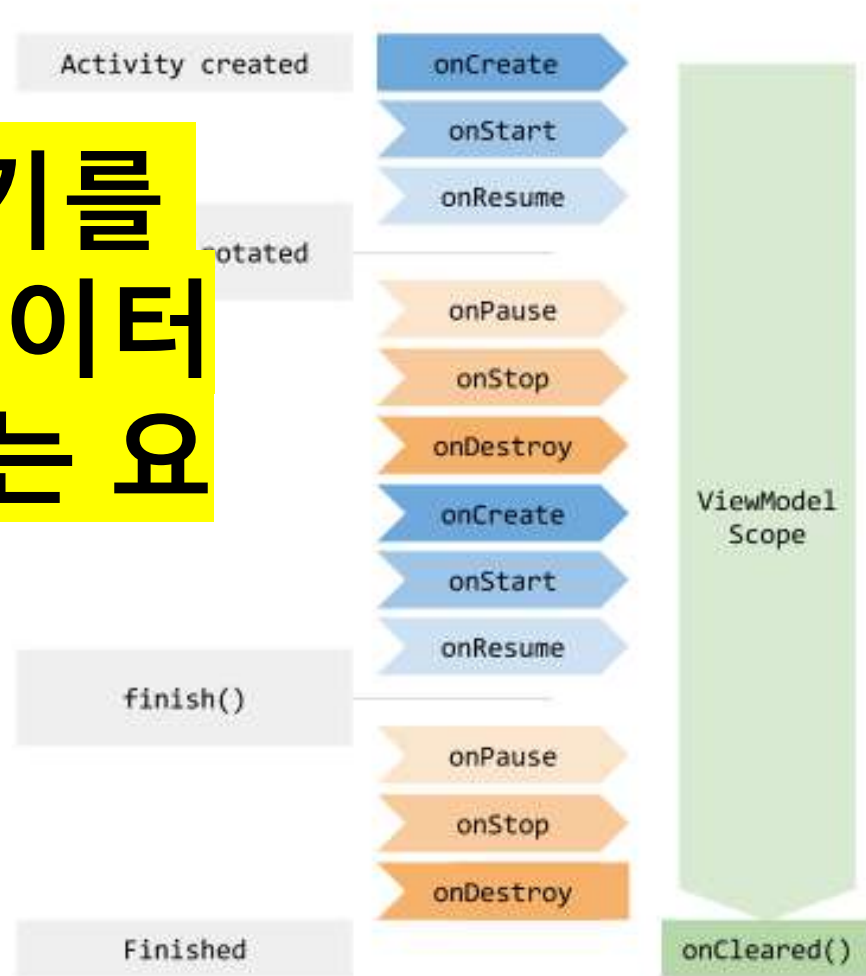 Activity created
onCreate
onStart
onResume
기를
이터
는 요
otated
onPause
onStop
onDestroy
onCreate
onStart
onResume
ViewModel
Scope
finish()
onPause
onStop
onDestroy
Finished
onCleared()